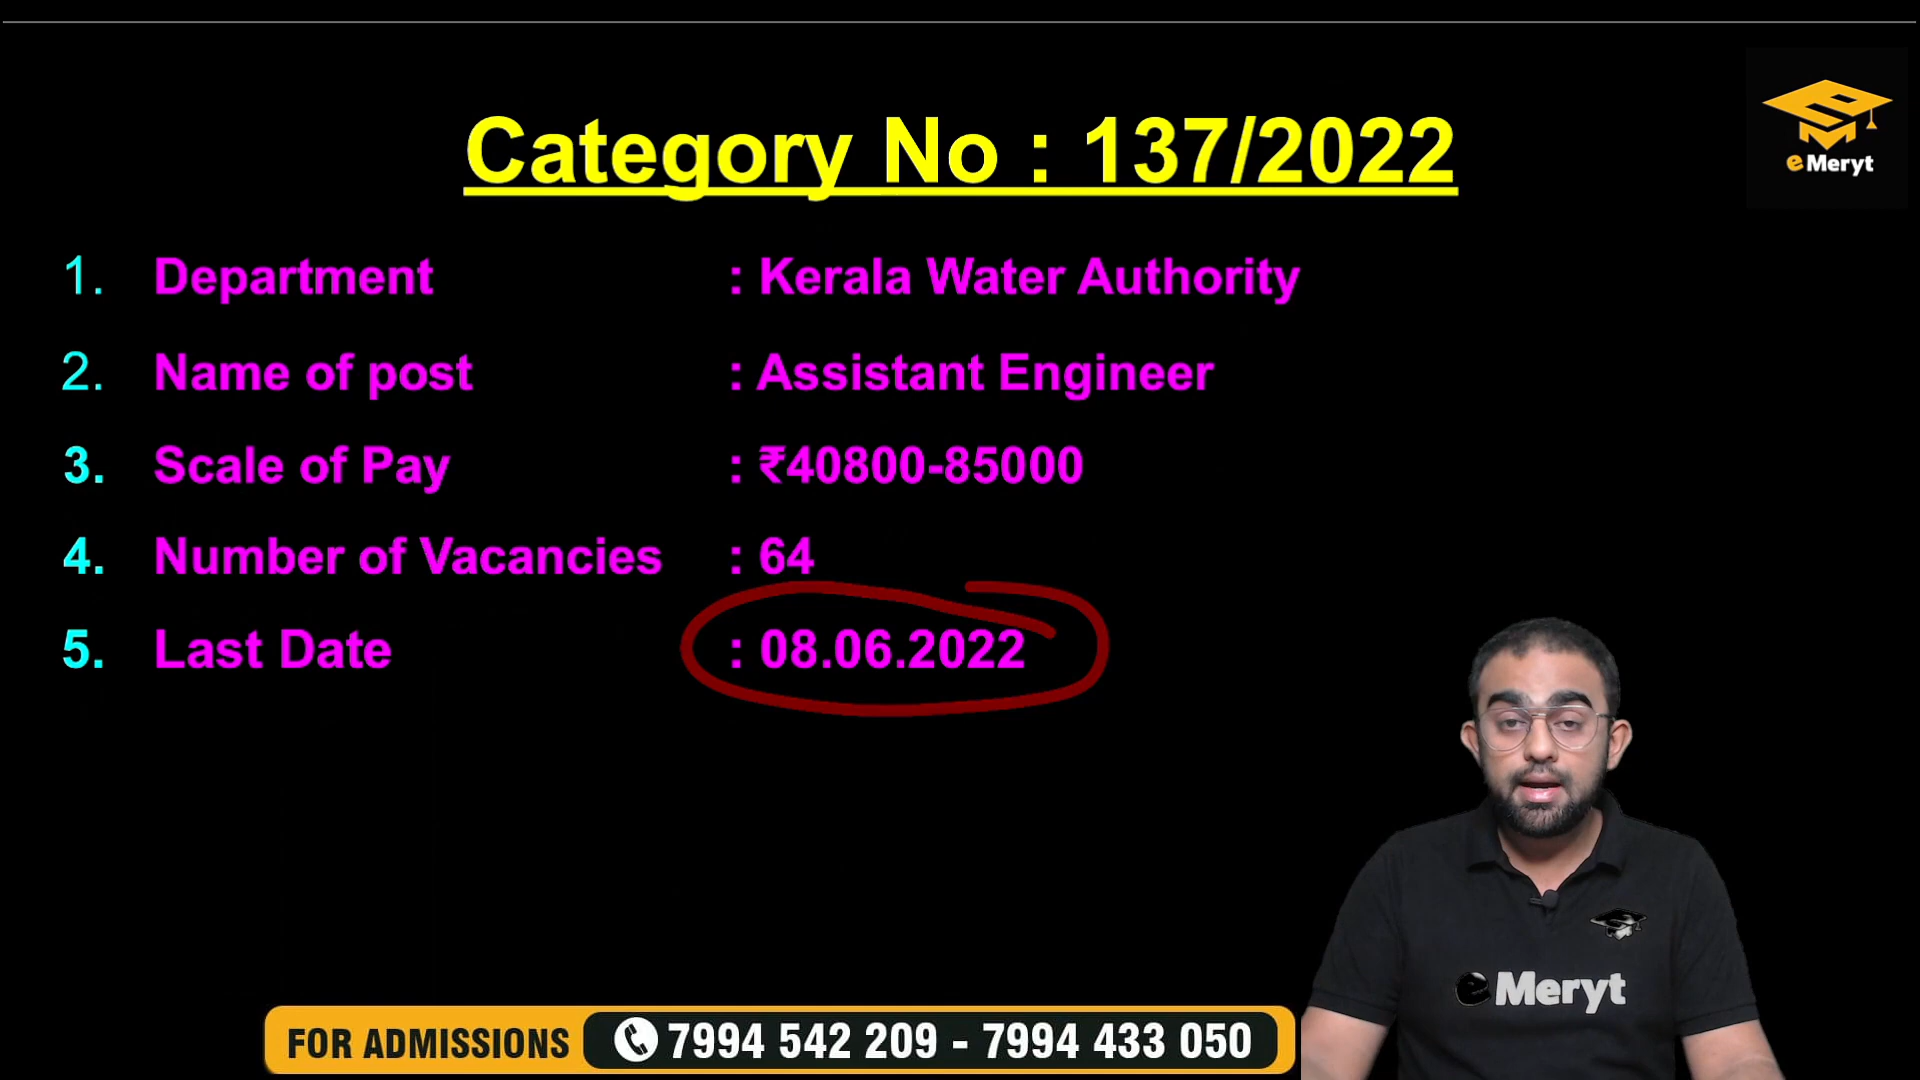 Category No : 137/2022
e Meryt
1. Department : Kerala Water Authority
2. Name of post : Assistant Engineer
3. Scale of Pay : ₹40800-85000
4. Number of Vacancies : 64
5. Last Date : 08.06.2022
e Meryt
FOR ADMISSIONS 7994 542 209 - 7994 433 050